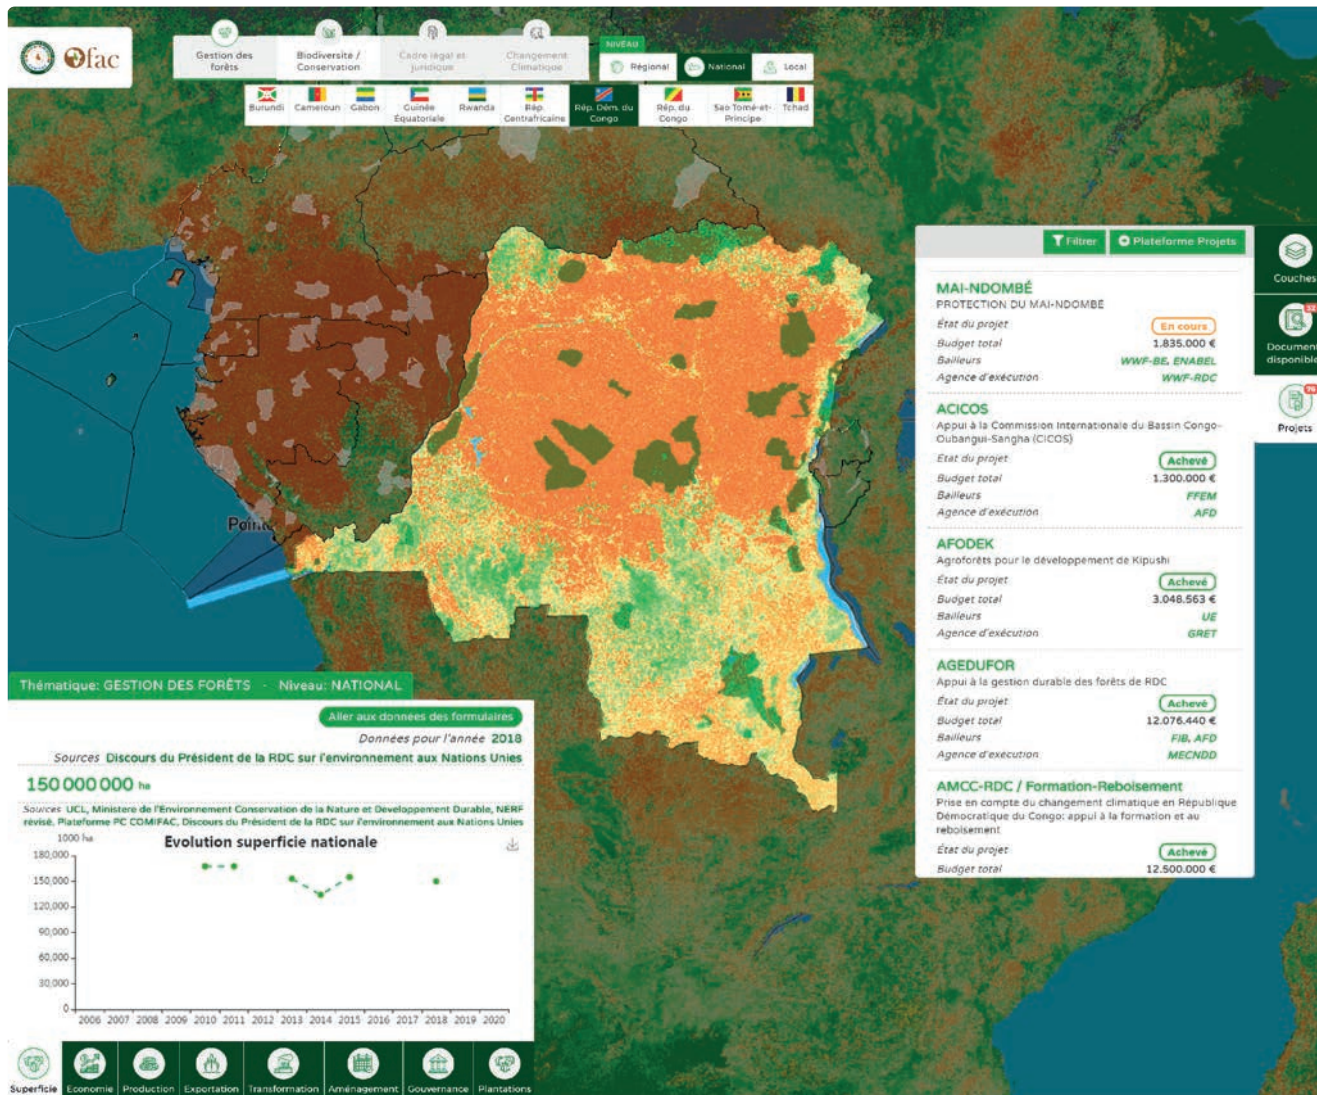 Ofac
Gestion des
forêts
Biodiversité /
Conservation
Cadre légal et
juridique
Changement
Climatique
NIVEAU
Régional
National
Local
Burundi
Cameroun
Gabon
Guinée
Équatoriale
Rwanda
Rép.
Centrafricaine
Rép. Dém. du
Congo
Rép. du
Congo
Sao Tomé-et-
Principe
Tchad
Filtrer
Plateforme Projets
MAI-NDOMBÉ
PROTECTION DU MAI-NDOMBE
État du projet En cours
Budget total 1.835.000 €
Bailleurs WWF-BE, ENABEL
Agence d'exécution WWF-RDC
ACICOS
Appui à la Commission Internationale du Bassin Congo-
Oubangui-Sangha (CICOS)
État du projet Achevé
Budget total 1.300.000 €
Bailleurs FFEM
Agence d'exécution AFD
AFODEK
Agroforêts pour le développement de Kipushi
État du projet Achevé
Budget total 3.048.563 €
Bailleurs UE
Agence d'exécution GRET
AGEDUFOR
Appui à la gestion durable des forêts de RDC
État du projet Achevé
Budget total 12.076.440 €
Bailleurs FIB, AFD
Agence d'execution MECNDD
AMCC-RDC / Formation-Reboisement
Prise en compte du changement climatique en République
Démocratique du Congo: appui à la formation et au
reboisement
État du projet Achevé
Budget total 12.500.000 €
Couches
32
Document
disponible
76
Projets
Pointe
Thématique: GESTION DES FORÊTS - Niveau: NATIONAL
Aller aux données des formulaires
Données pour l'année 2018
Sources Discours du Président de la RDC sur l'environnement aux Nations Unies
150 000 000 ha
Sources UCL, Ministere de l'Environnement Conservation de la Nature et Developpement Durable, NERF
révisé, Plateforme PC COMIFAC, Discours du Président de la RDC sur l'environnement aux Nations Unies
1000 ha
Evolution superficie nationale
180,000
150,000
120,000
90,000
60,000
30,000
0
2006 2007 2008 2009 2010 2011 2012 2013 2014 2015 2016 2017 2018 2019 2020
Superficie
Economie
Production
Exportation
Transformation
Aménagement
Gouvernance
Plantations